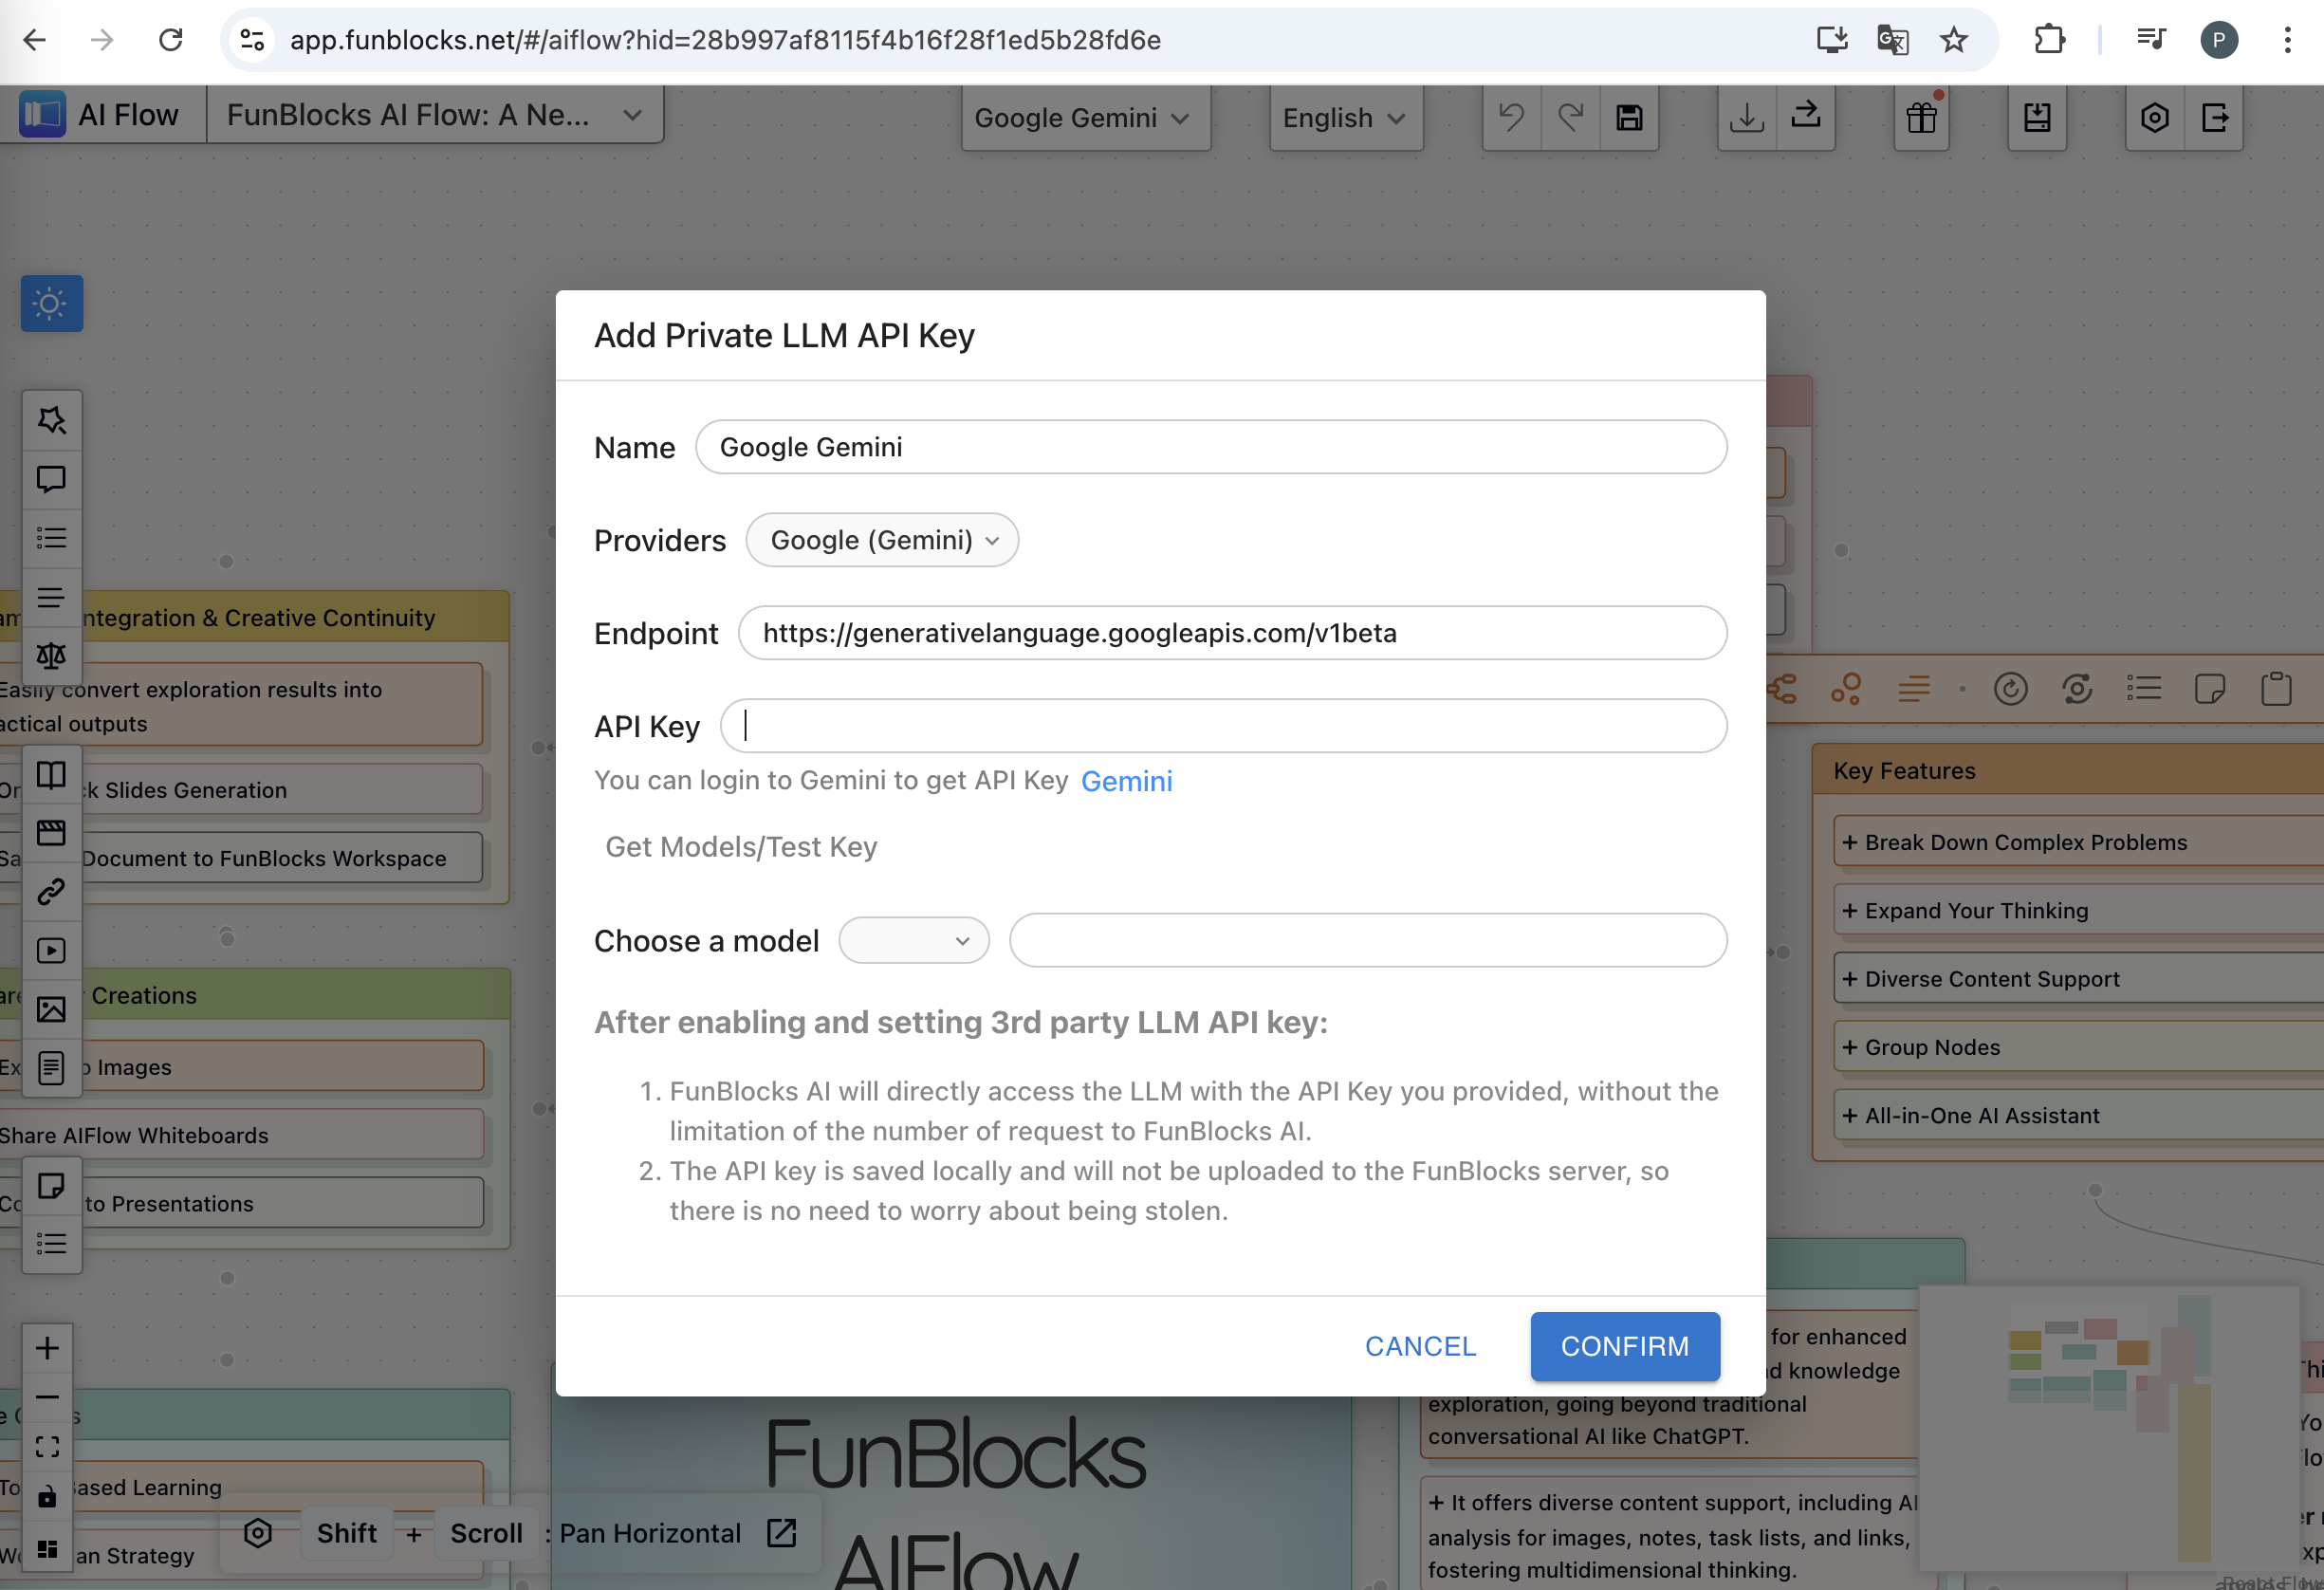 app.funblocks.net/#/aiflow?hid=28b997af8115f4b16f28f1ed5b28fd6e
P
AI Flow
FunBlocks AI Flow: A Ne...
Google Gemini
English
Add Private LLM API Key
Name
Google Gemini
Providers
Google (Gemini)
Endpoint
https://generativelanguage.googleapis.com/v1beta
API Key
You can login to Gemini to get API Key Gemini
Get Models/Test Key
Choose a model
After enabling and setting 3rd party LLM API key:
1. FunBlocks AI will directly access the LLM with the API Key you provided, without the
limitation of the number of request to FunBlocks AI.
2. The API key is saved locally and will not be uploaded to the FunBlocks server, so
there is no need to worry about being stolen.
CANCEL
CONFIRM
ntegration & Creative Continuity
Easily convert exploration results into
actical outputs
k Slides Generation
Document to FunBlocks Workspace
Creations
Images
Share AIFlow Whiteboards
to Presentations
Based Learning
an Strategy
Shift + Scroll : Pan Horizontal
FunBlocks
AIFlow
Key Features
+ Break Down Complex Problems
+ Expand Your Thinking
+ Diverse Content Support
+ Group Nodes
+ All-in-One AI Assistant
for enhanced
knowledge
exploration, going beyond traditional
conversational AI like ChatGPT.
+ It offers diverse content support, including AI
analysis for images, notes, task lists, and links,
fostering multidimensional thinking.